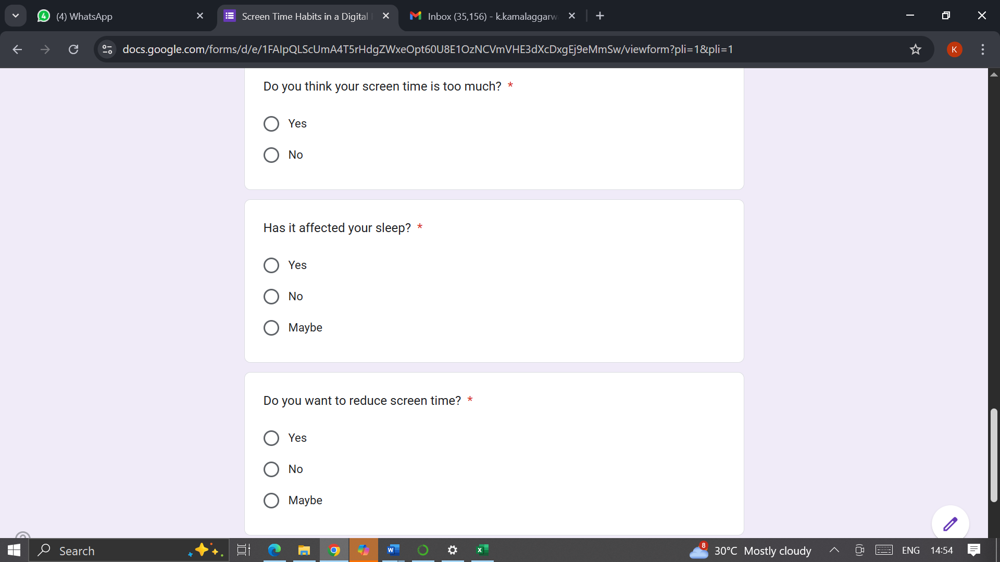 4 (4) WhatsApp
Screen Time Habits in a Digital
Inbox (35,156) - k.kamalaggarw
docs.google.com/forms/d/e/1FAIpQLScUmA4T5rHdgZWxeOpt60U8E1OzNCVmVHE3dXcDxgEj9eMmSw/viewform?pli=1&pli=1
K
Do you think your screen time is too much? *
Yes
No
Has it affected your sleep? *
Yes
No
Maybe
Do you want to reduce screen time? *
Yes
No
Maybe
Search
8
30°C Mostly cloudy
ENG
14:54